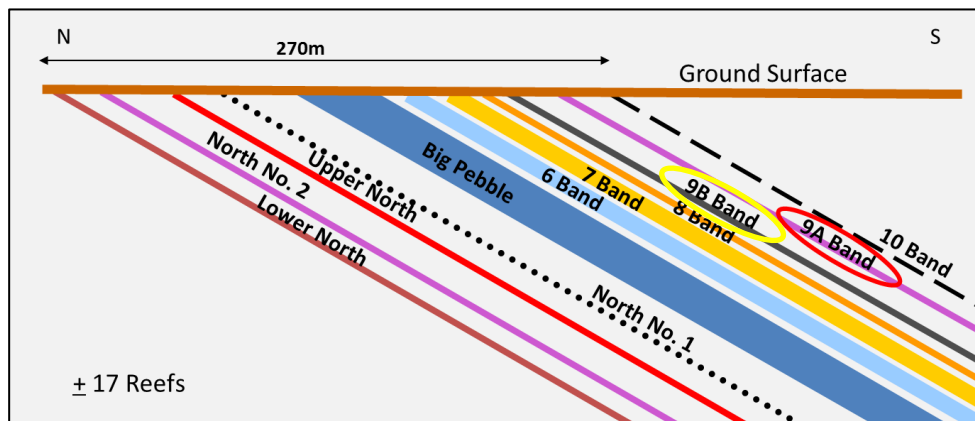 N
S
270m
Ground Surface
North No. 2
Lower North
Upper North
Big Pebble
North No. 1
6 Band
7 Band
8 Band
9B Band
9A Band
10 Band
± 17 Reefs